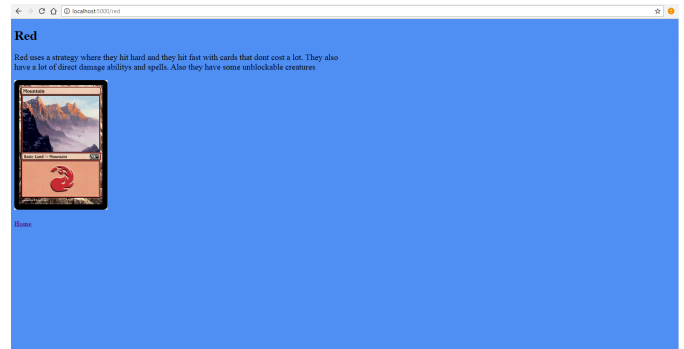 localhost:5000/red
Red
Red uses a strategy where they hit hard and they hit fast with cards that dont cost a lot. They also
have a lot of direct damage abilitys and spells. Also they have some unblockable creatures
Mountain
Basic Land — Mountain
Home